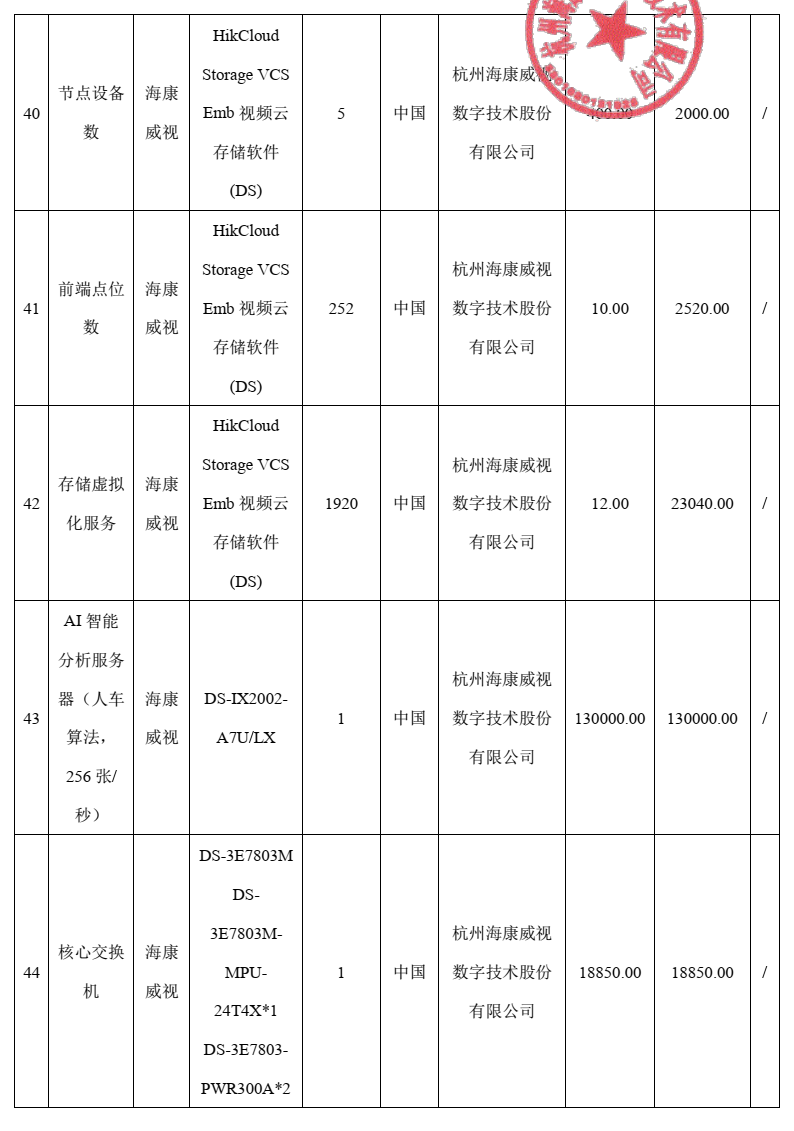 40
节点设备
数
海康
威视
HikCloud
Storage VCS
Emb 视频云
存储软件
(DS)
5
中国
杭州海康威视
数字技术股份
有限公司
400.00
2000.00
/
41
前端点位
数
海康
威视
HikCloud
Storage VCS
Emb 视频云
存储软件
(DS)
252
中国
杭州海康威视
数字技术股份
有限公司
10.00
2520.00
/
42
存储虚拟
化服务
海康
威视
HikCloud
Storage VCS
Emb 视频云
存储软件
(DS)
1920
中国
杭州海康威视
数字技术股份
有限公司
12.00
23040.00
/
43
AI 智能
分析服务
器（人车
算法，
256 张/
秒）
海康
威视
DS-IX2002-
A7U/LX
1
中国
杭州海康威视
数字技术股份
有限公司
130000.00
130000.00
/
44
核心交换
机
海康
威视
DS-3E7803M
DS-
3E7803M-
MPU-
24T4X*1
DS-3E7803-
PWR300A*2
1
中国
杭州海康威视
数字技术股份
有限公司
18850.00
18850.00
/